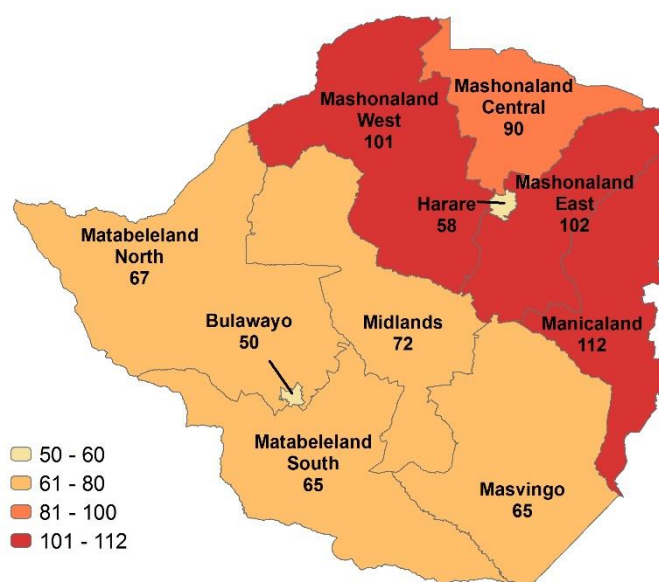 Mashonaland
West
101
Mashonaland
Central
90
Harare
58
Mashonaland
East
102
Matabeleland
North
67
Bulawayo
50
Midlands
72
Manicaland
112
Matabeleland
South
65
Masvingo
65
50 - 60
61 - 80
81 - 100
101 - 112